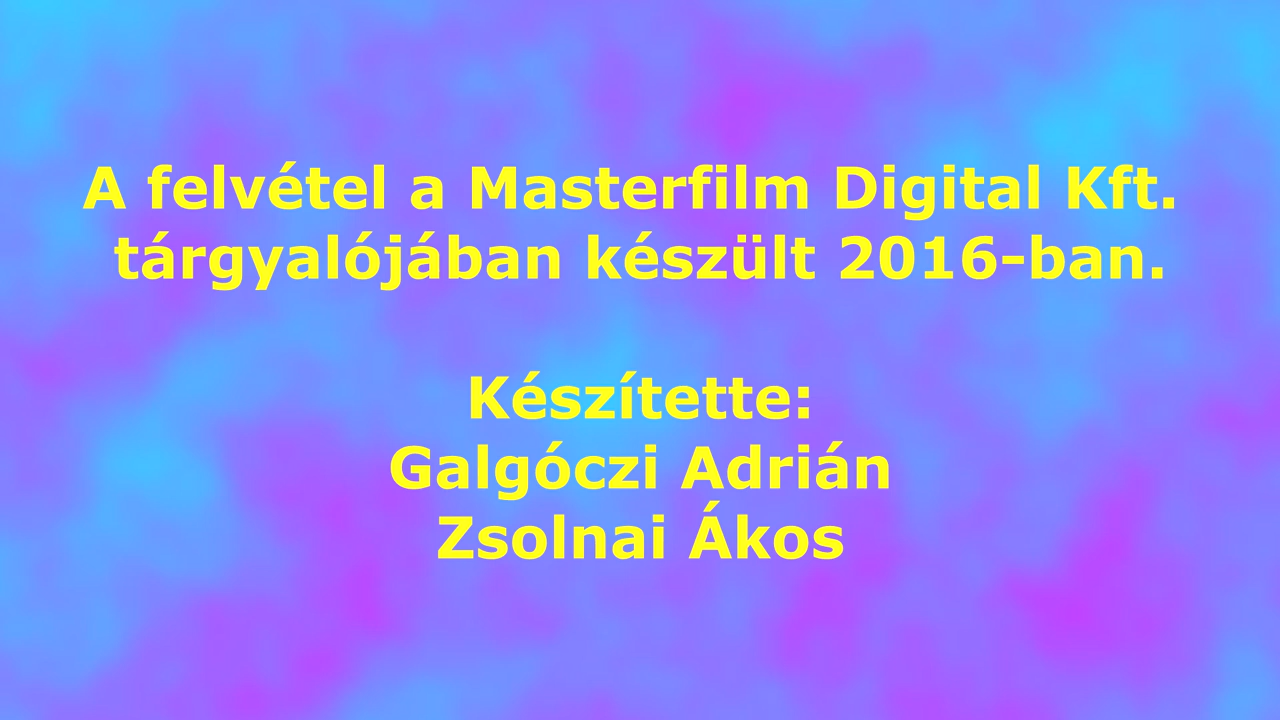 A felvétel a Masterfilm Digital Kft.
tárgyalójában készült 2016-ban.
Készítette:
Galgóczi Adrián
Zsolnai Ákos